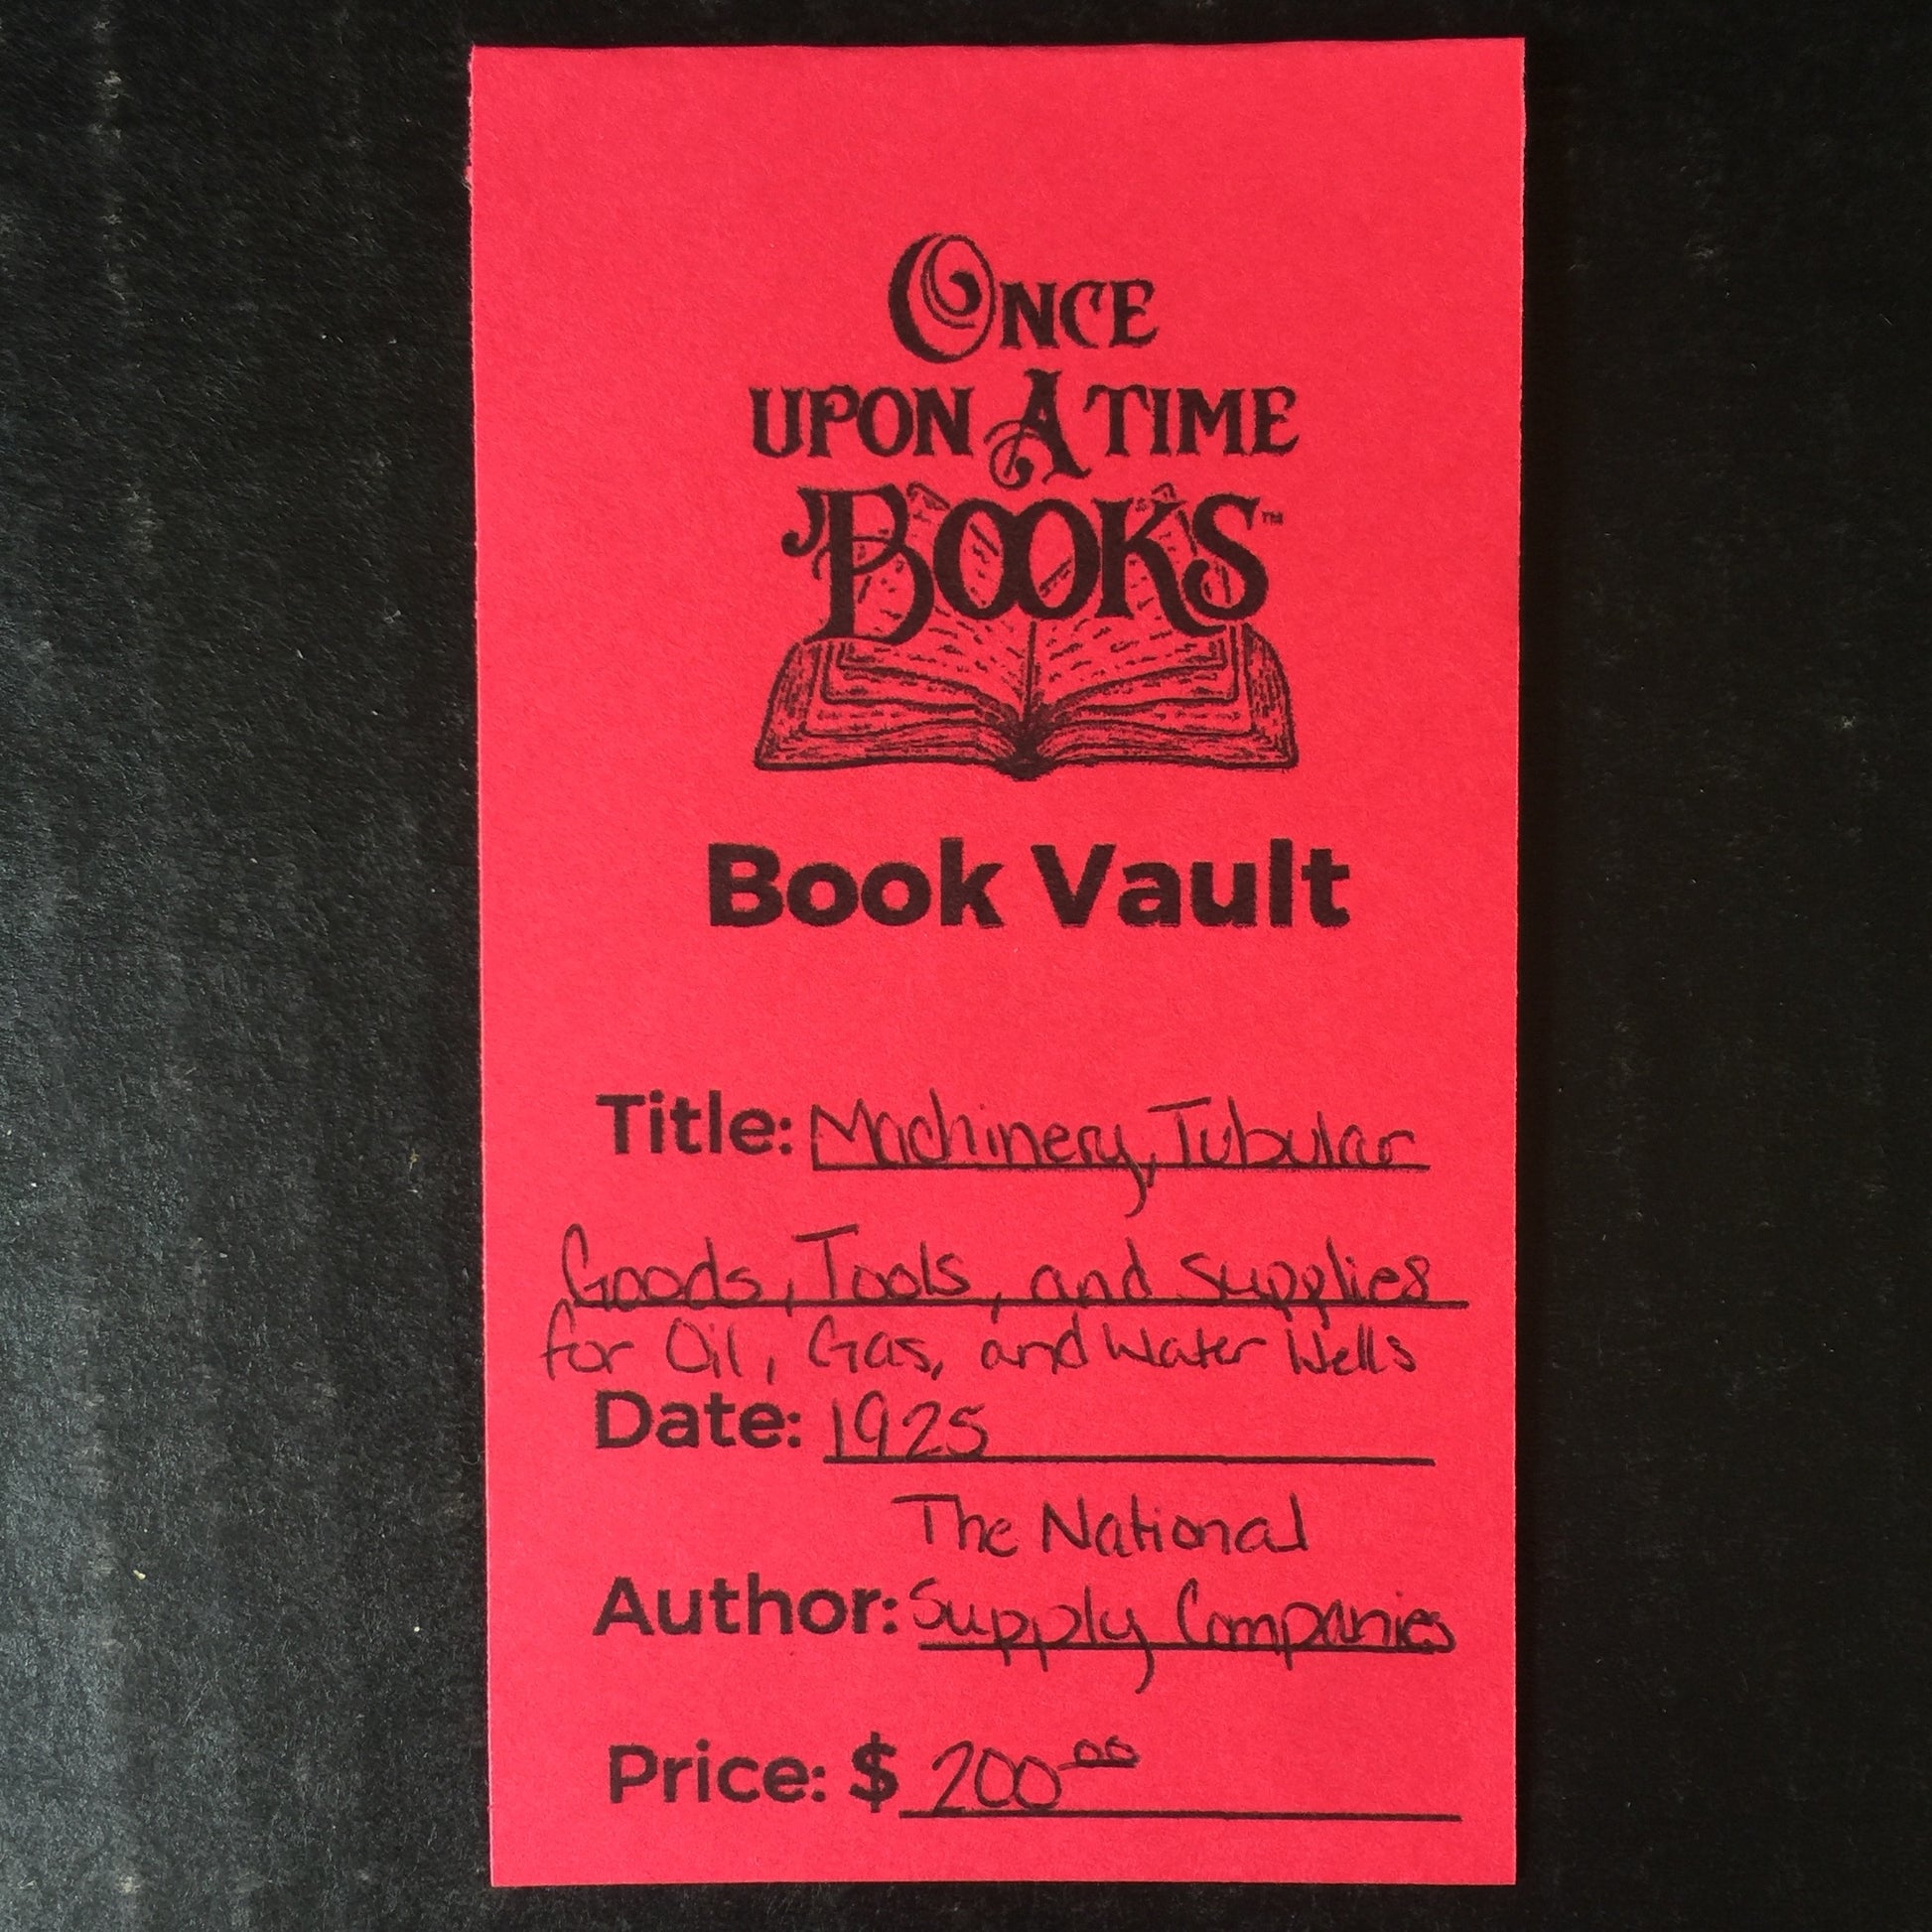 ONCE
UPON A TIME
BOOKS™
Book Vault
Title: Machinery, Tubular
Goods, Tools, and Supplies
for Oil, Gas, and Water Wells
Date: 1925
The National
Author: Supply Companies
Price: $ 200.00